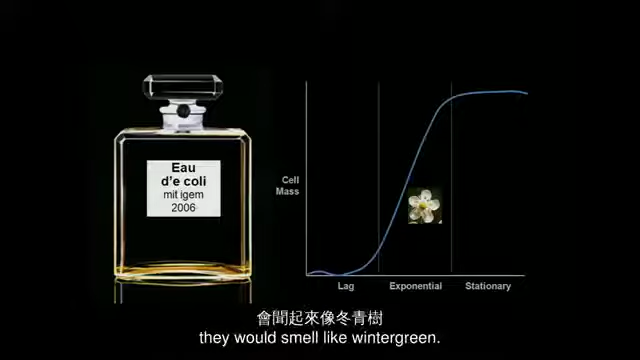 Eau
d'e coli
mit igem
2006
Cell
Mass
Lag
Exponential
Stationary
會聞起來像冬青樹
they would smell like wintergreen.